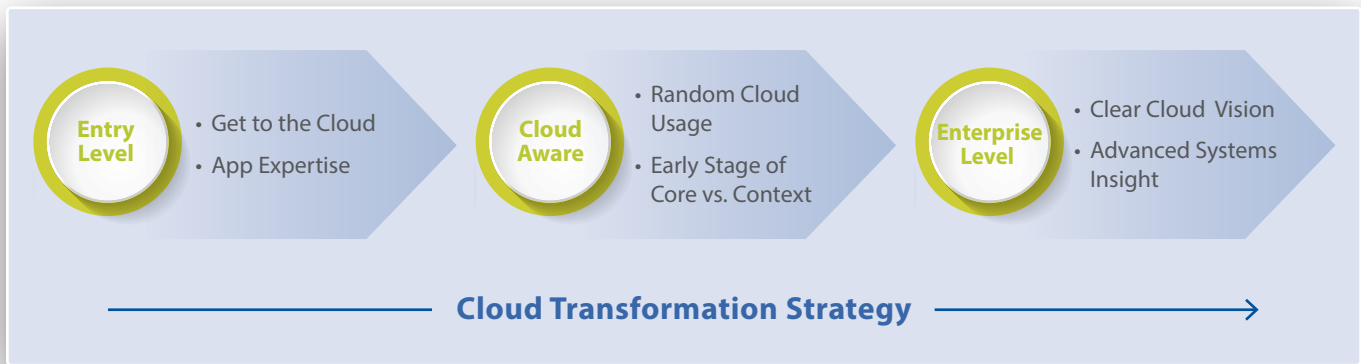 Entry
Level
• Get to the Cloud
• App Expertise
Cloud
Aware
• Random Cloud
Usage
• Early Stage of
Core vs. Context
Enterprise
Level
• Clear Cloud Vision
• Advanced Systems
Insight
Cloud Transformation Strategy